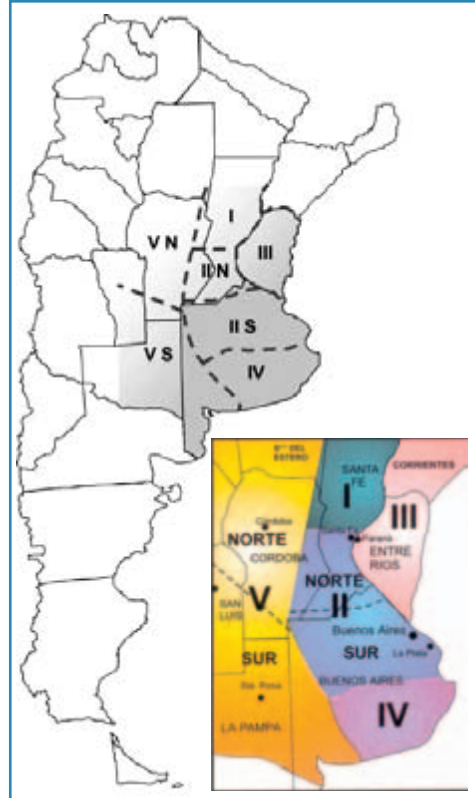 I
V N
III
II N
II S
V S
IV
DEL
ESTERO
SANTA
FE
CORRIENTES
I
III
Córdoba
Paraná
NORTE
CORDOBA
ENTRE
RIOS
NORTE
V
II
SAN
LUIS
Buenos Aires
La Plata
SUR
SUR
BUENOS AIRES
Sta. Rosa
IV
LA PAMPA